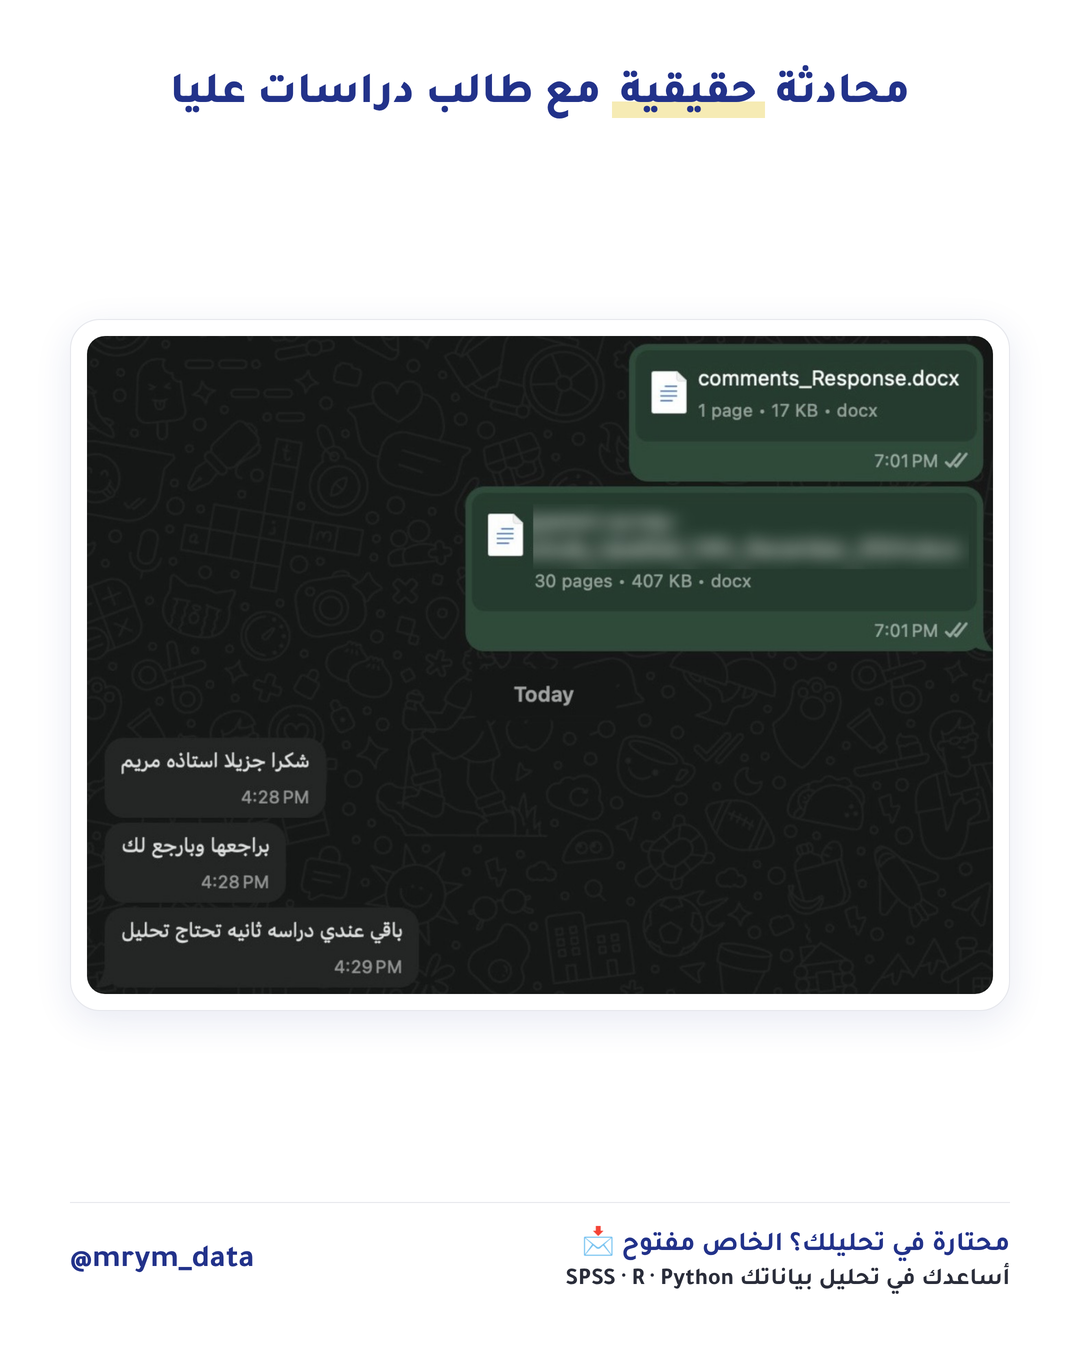 محادثة حقيقية مع طالب دراسات عليا
comments_Response.docx
1 page • 17 KB • docx
7:01 PM
30 pages • 407 KB • docx
7:01 PM
Today
شكرا جزيلا استاذه مريم
4:28 PM
براجعها وبارجع لك
4:28 PM
باقي عندي دراسه ثانيه تحتاج تحليل
4:29 PM
محتارة في تحليلك؟ الخاص مفتوح 📩
أساعدك في تحليل بياناتك SPSS · R · Python
@mrym_data